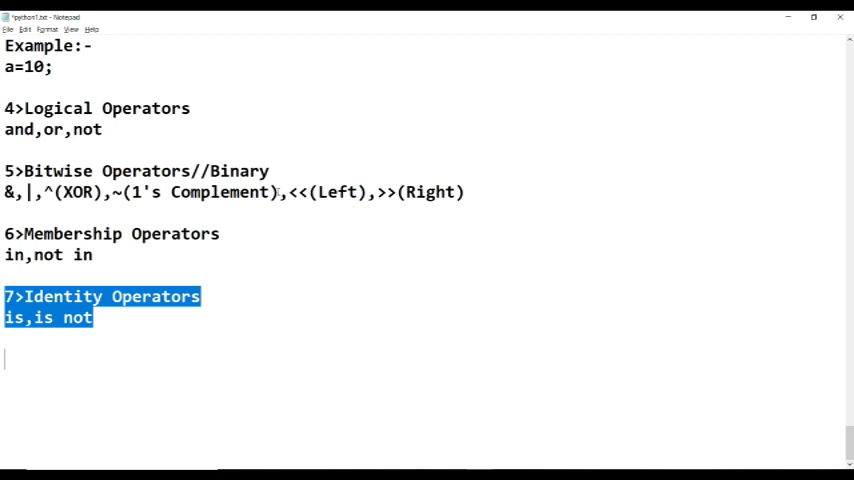 *python1.txt - Notepad
File Edit Format View Help
Example:-
a=10;
4>Logical Operators
and,or,not
5>Bitwise Operators//Binary
&,|,^(XOR),~(1's Complement),<<(Left),>>(Right)
6>Membership Operators
in,not in
7>Identity Operators
is,is not